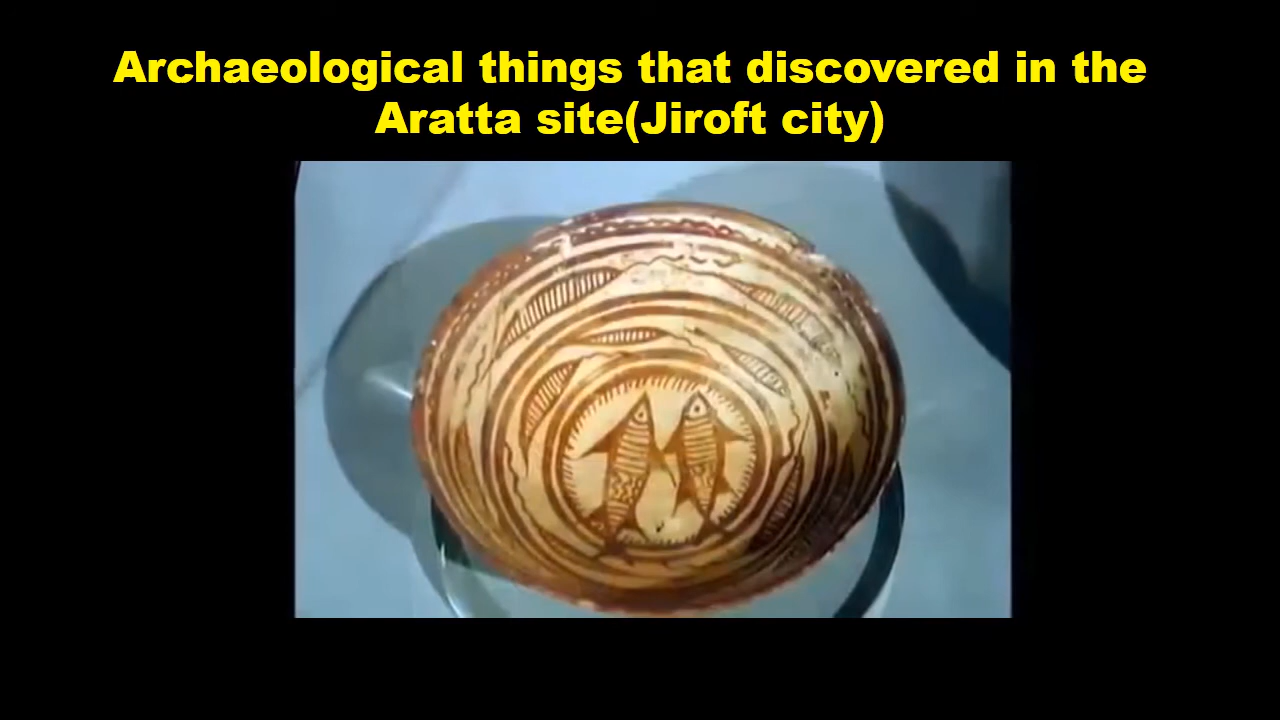 Archaeological things that discovered in the
Aratta site(Jiroft city)